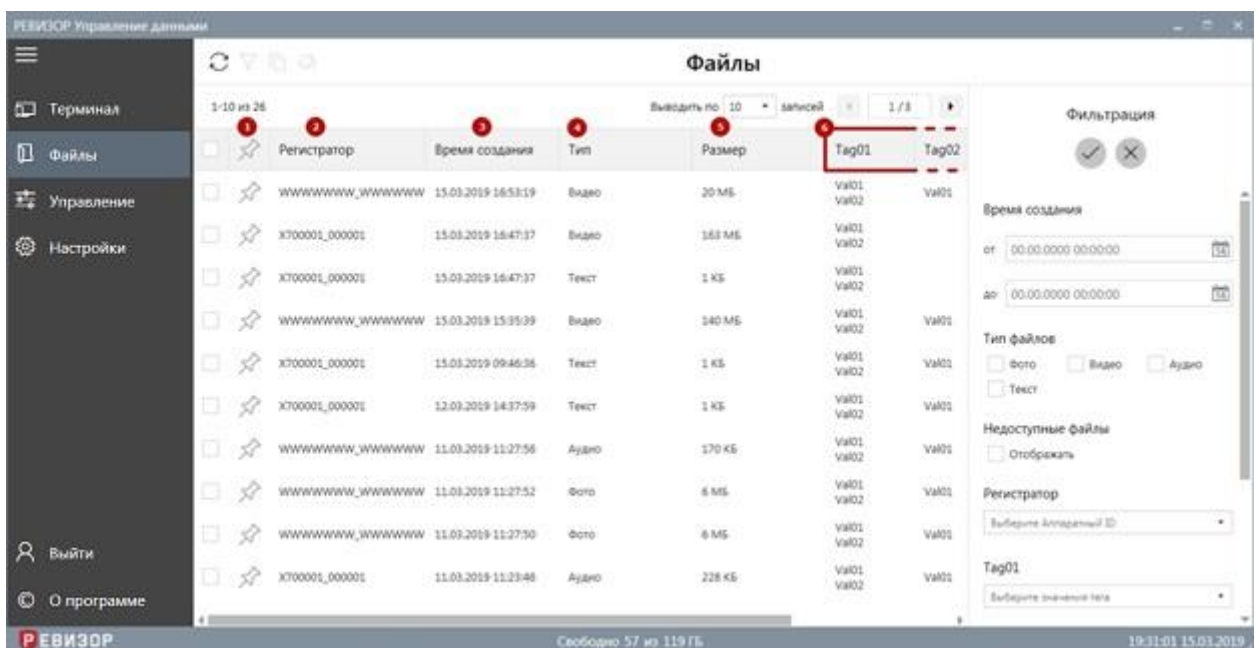 РЕВИЗОР Управление данными
Файлы
Терминал
Файлы
Управление
Настройки
Выйти
О программе
1-10 из 26
Выводить по 10 записей 1 / 3
1 2 3 4 5 6
Регистратор Время создания Тип Размер Tag01 Tag02
WWWWWWW_WWWWWW 15.03.2019 16:53:19 Видео 20 МБ Val01 Val02 Val01
X700001_000001 15.03.2019 16:47:37 Видео 163 МБ Val01 Val02
X700001_000001 15.03.2019 16:47:37 Текст 1 КБ Val01 Val02
WWWWWWW_WWWWWW 15.03.2019 15:35:39 Видео 140 МБ Val01 Val02 Val01
X700001_000001 15.03.2019 09:46:36 Текст 1 КБ Val01 Val02 Val01
X700001_000001 12.03.2019 14:37:59 Текст 1 КБ Val01 Val02 Val01
WWWWWWW_WWWWWW 11.03.2019 11:27:56 Аудио 170 КБ Val01 Val02 Val01
WWWWWWW_WWWWWW 11.03.2019 11:27:52 Фото 6 МБ Val01 Val02 Val01
WWWWWWW_WWWWWW 11.03.2019 11:27:50 Фото 6 МБ Val01 Val02 Val01
X700001_000001 11.03.2019 11:23:48 Аудио 228 КБ Val01 Val02 Val01
Фильтрация
Время создания
от 00.00.0000 00:00:00
до 00.00.0000 00:00:00
Тип файлов
Фото Видео Аудио
Текст
Недоступные файлы
Отображать
Регистратор
Выберите Аппаратный ID
Tag01
Выберите значения тега
РЕВИЗОР
Свободно 57 из 119 ГБ
19:31:01 15.03.2019